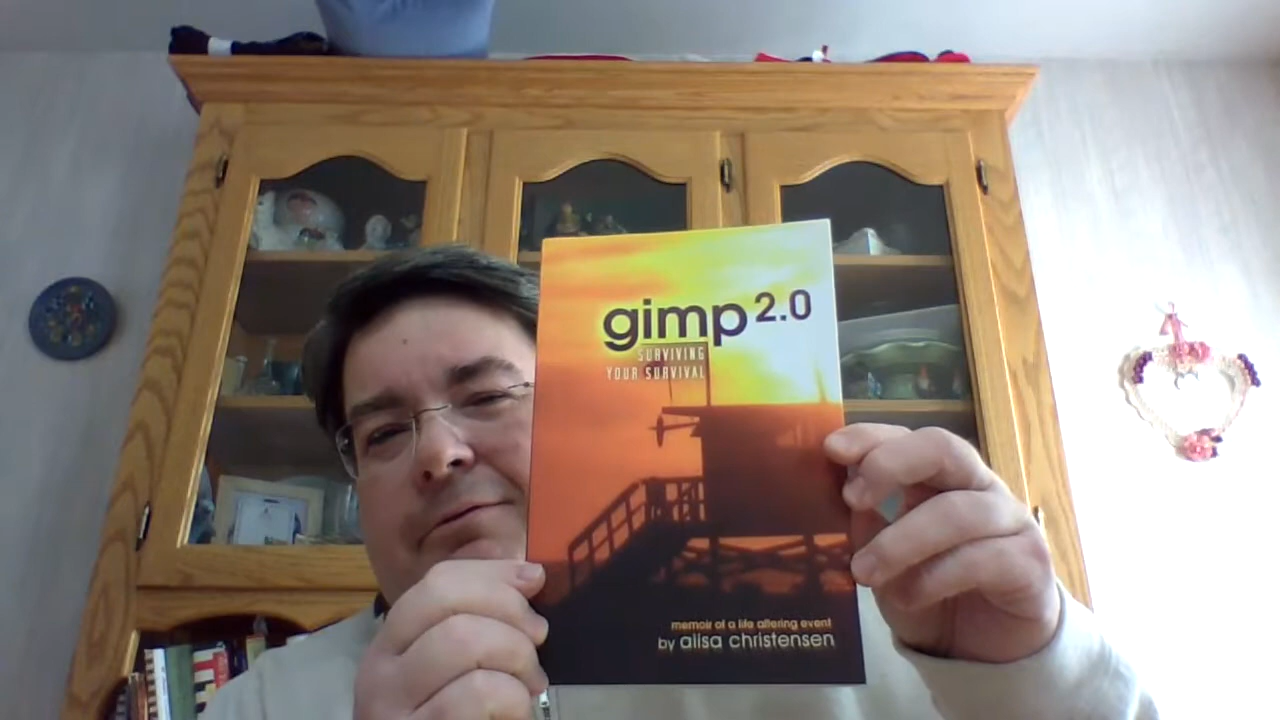 gimp 2.0
SURVIVING
YOUR SURVIVAL
memoir of a life altering event
by alisa christensen